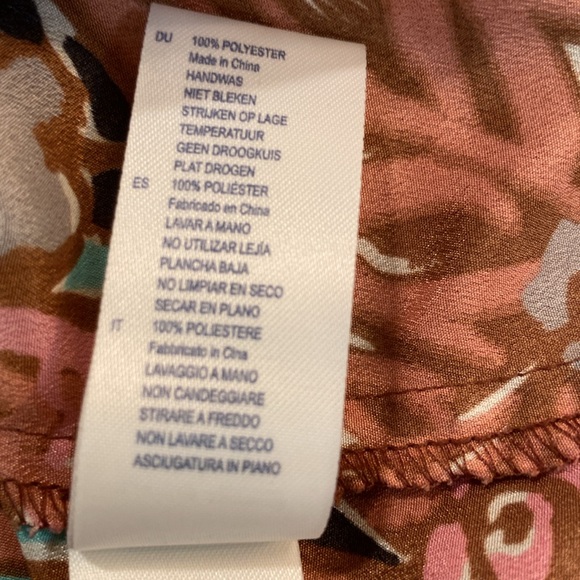 DU 100% POLYESTER
Made in China
HANDWAS
NIET BLEKEN
STRIJKEN OP LAGE
TEMPERATUUR
GEEN DROOGKUIS
PLAT DROGEN
ES 100% POLIÉSTER
Fabricado en China
LAVAR A MANO
NO UTILIZAR LEJÍA
PLANCHA BAJA
NO LIMPIAR EN SECO
SECAR EN PLANO
IT 100% POLIESTERE
Fabbricato in Cina
LAVAGGIO A MANO
NON CANDEGGIARE
STIRARE A FREDDO
NON LAVARE A SECCO
ASCIUGATURA IN PIANO